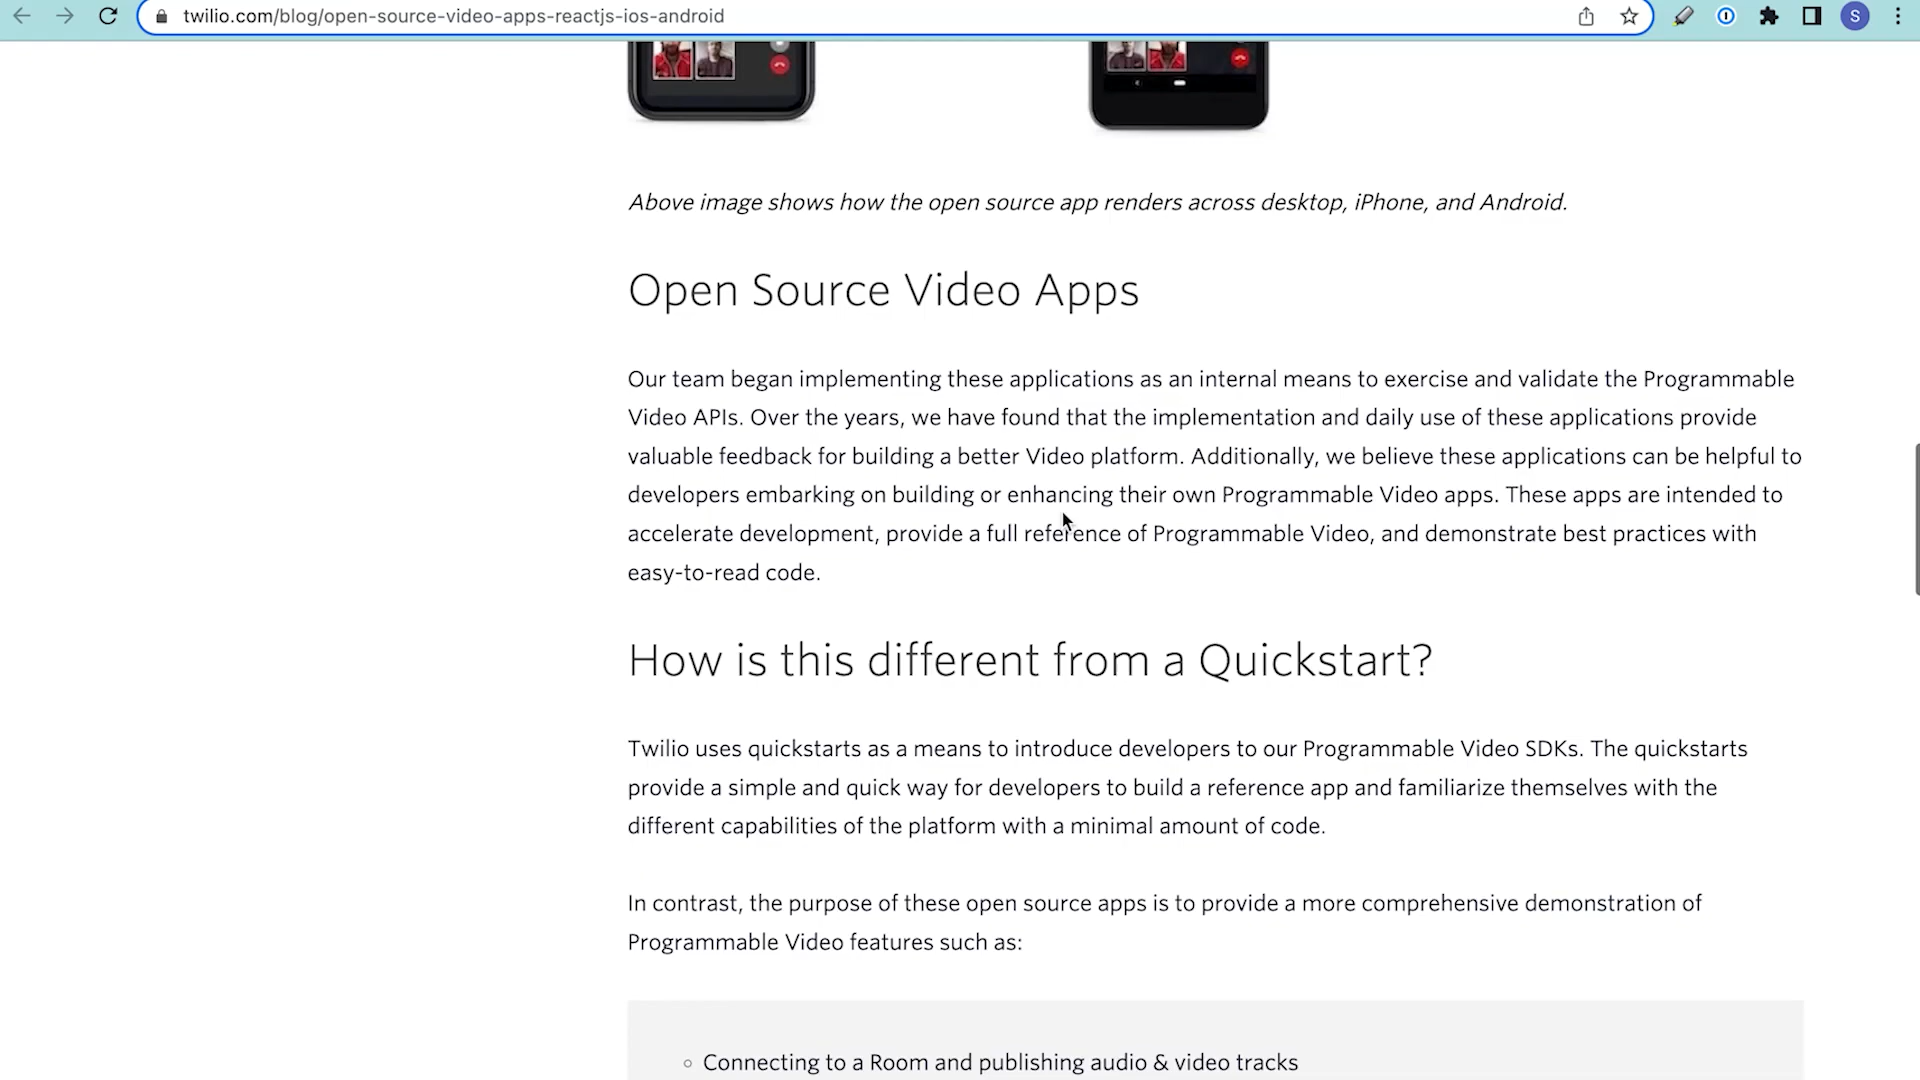 twilio.com/blog/open-source-video-apps-reactjs-ios-android
S
Above image shows how the open source app renders across desktop, iPhone, and Android.
Open Source Video Apps
Our team began implementing these applications as an internal means to exercise and validate the Programmable
Video APIs. Over the years, we have found that the implementation and daily use of these applications provide
valuable feedback for building a better Video platform. Additionally, we believe these applications can be helpful to
developers embarking on building or enhancing their own Programmable Video apps. These apps are intended to
accelerate development, provide a full reference of Programmable Video, and demonstrate best practices with
easy-to-read code.
How is this different from a Quickstart?
Twilio uses quickstarts as a means to introduce developers to our Programmable Video SDKs. The quickstarts
provide a simple and quick way for developers to build a reference app and familiarize themselves with the
different capabilities of the platform with a minimal amount of code.
In contrast, the purpose of these open source apps is to provide a more comprehensive demonstration of
Programmable Video features such as:
Connecting to a Room and publishing audio & video tracks